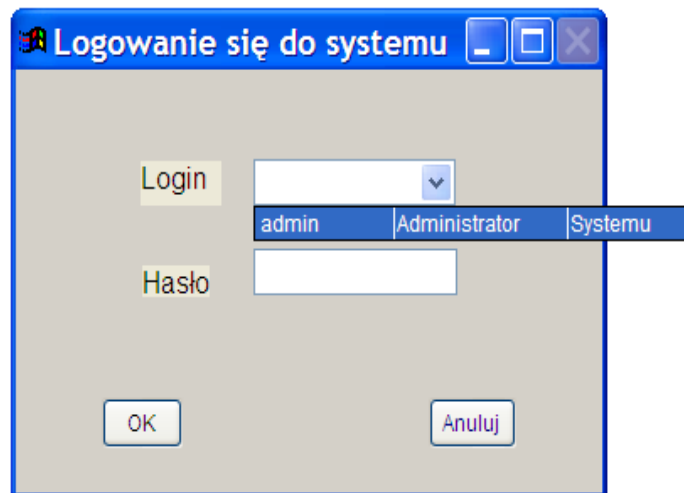 Logowanie się do systemu
Login
admin Administrator Systemu
Hasło
OK Anuluj